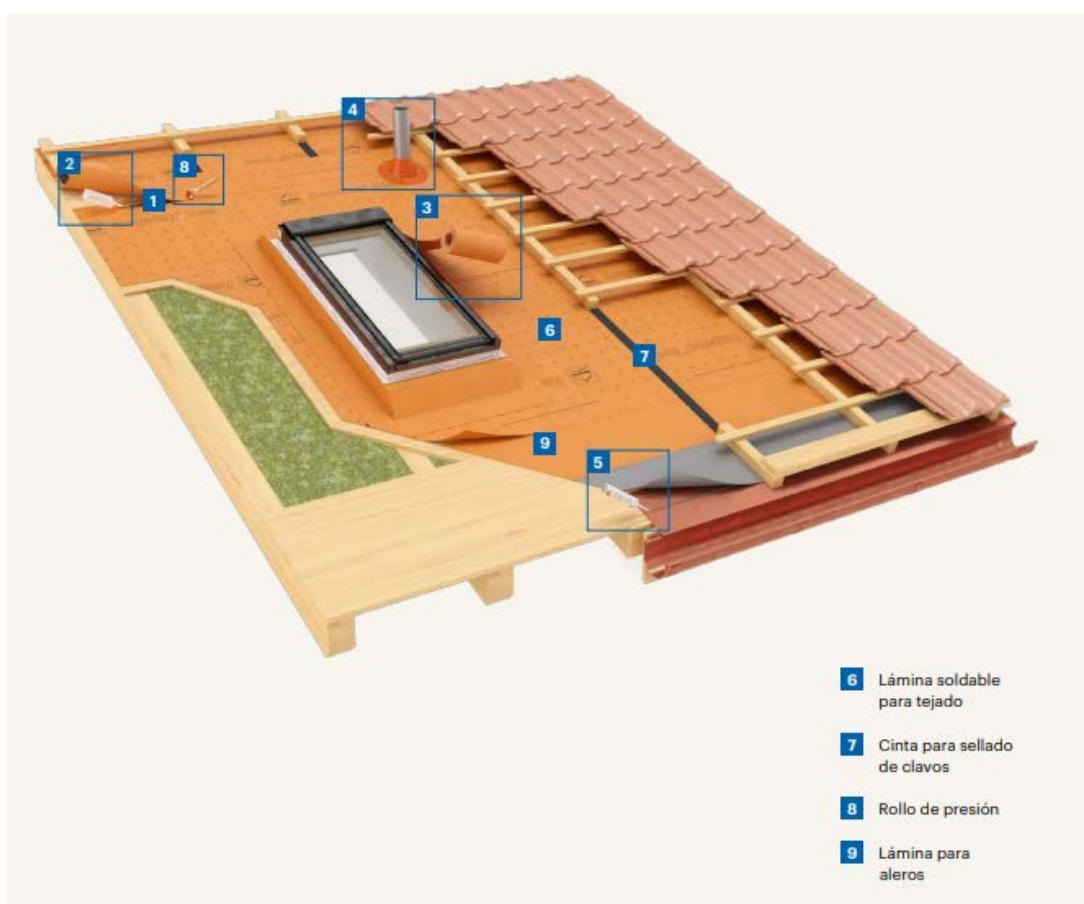 4
2
8
1
3
6
7
9
5
6 Lámina soldable
para tejado
7 Cinta para sellado
de clavos
8 Rollo de presión
9 Lámina para
aleros